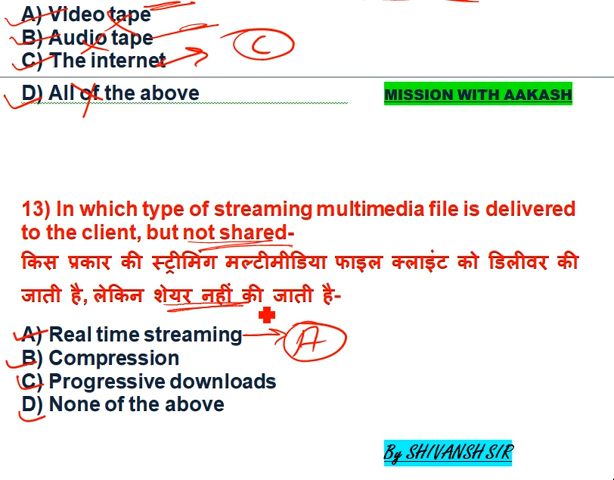 A) Video tape
B) Audio tape
C) The internet
C
D) All of the above
MISSION WITH AAKASH
13) In which type of streaming multimedia file is delivered
to the client, but not shared-
किस प्रकार की स्ट्रीमिंग मल्टीमीडिया फाइल क्लाइंट को डिलीवर की
जाती है, लेकिन शेयर नहीं की जाती है-
A) Real time streaming
A
B) Compression
C) Progressive downloads
D) None of the above
By SHIVANSH SIR